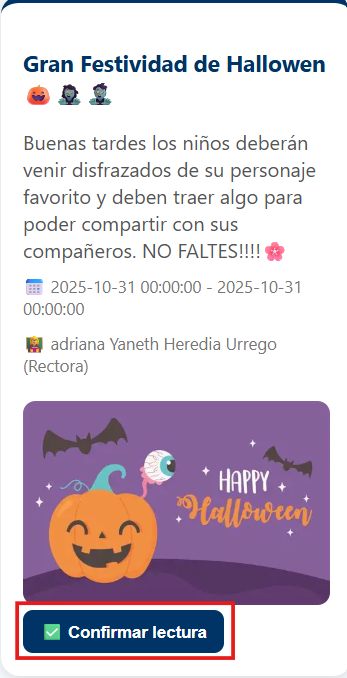 Gran Festividad de Hallowen
🎃🧟‍♀️🧟
Buenas tardes los niños deberán
venir disfrazados de su personaje
favorito y deben traer algo para
poder compartir con sus
compañeros. NO FALTES!!!!🌸
📅 2025-10-31 00:00:00 - 2025-10-31
00:00:00
👩‍🏫 adriana Yaneth Heredia Urrego
(Rectora)
HAPPY
Halloween
✅ Confirmar lectura